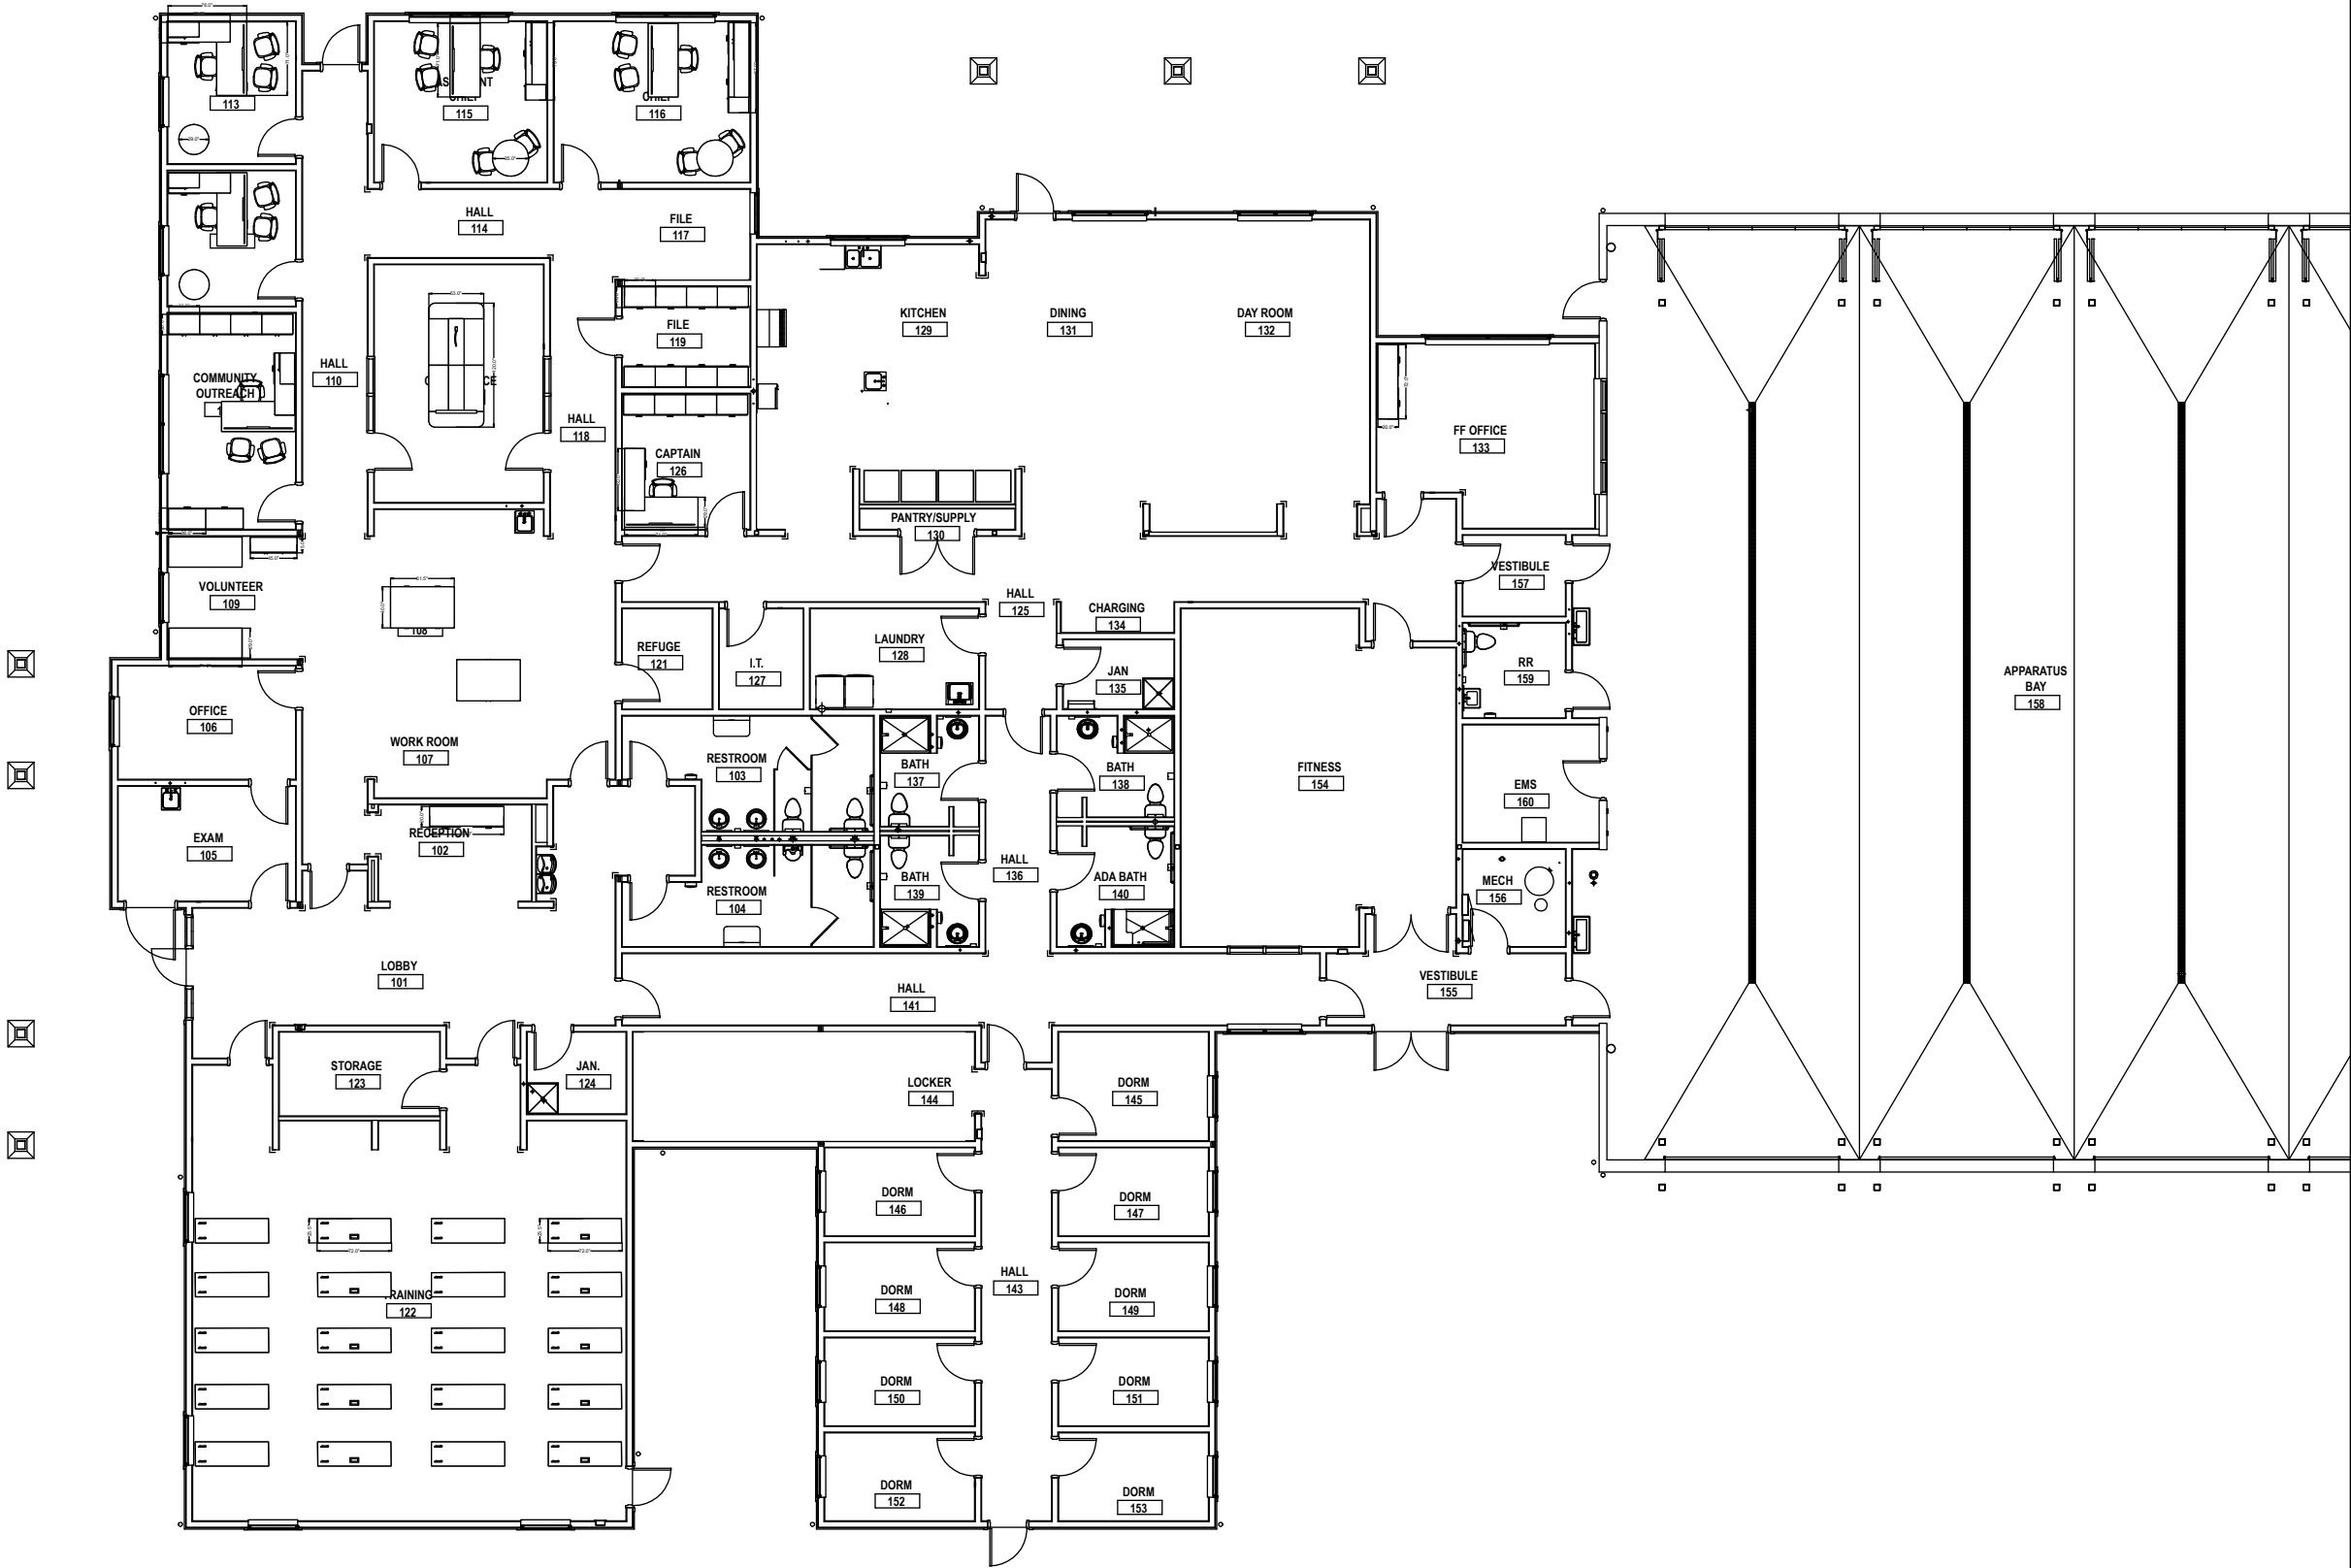 113
115
116
HALL
114
FILE
117
KITCHEN
129
DINING
131
DAY ROOM
132
FILE
119
HALL
110
COMMUNITY
OUTREACH
HALL
118
FF OFFICE
133
CAPTAIN
126
PANTRY/SUPPLY
130
VESTIBULE
157
VOLUNTEER
109
108
HALL
125
CHARGING
134
REFUGE
121
I.T.
127
LAUNDRY
128
JAN
135
RR
159
APPARATUS
BAY
158
OFFICE
106
WORK ROOM
107
RESTROOM
103
BATH
137
BATH
138
FITNESS
154
EMS
160
EXAM
105
RECEPTION
102
RESTROOM
104
BATH
139
HALL
136
ADA BATH
140
MECH
156
LOBBY
101
HALL
141
VESTIBULE
155
STORAGE
123
JAN.
124
LOCKER
144
DORM
145
DORM
146
DORM
147
72.0"
72.0"
TRAINING
122
HALL
143
DORM
148
DORM
149
DORM
150
DORM
151
DORM
152
DORM
153